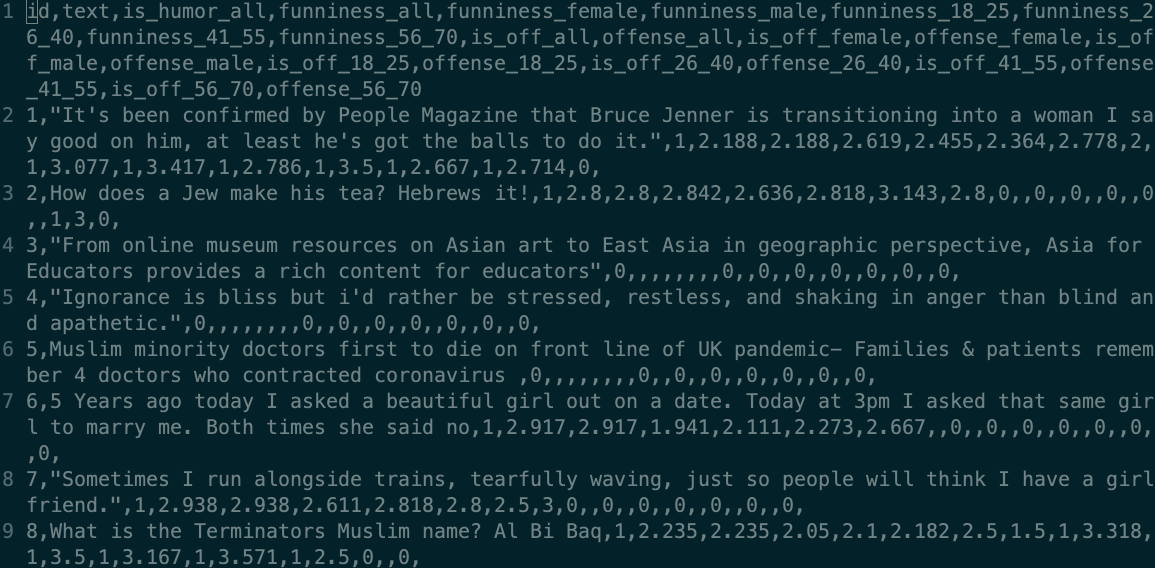 1 id,text,is_humor_all,funniness_all,funniness_female,funniness_male,funniness_18_25,funniness_2
6_40,funniness_41_55,funniness_56_70,is_off_all,offense_all,is_off_female,offense_female,is_of
f_male,offense_male,is_off_18_25,offense_18_25,is_off_26_40,offense_26_40,is_off_41_55,offense
_41_55,is_off_56_70,offense_56_70
2 1,"It's been confirmed by People Magazine that Bruce Jenner is transitioning into a woman I sa
y good on him, at least he's got the balls to do it.",1,2.188,2.188,2.619,2.455,2.364,2.778,2,
1,3.077,1,3.417,1,2.786,1,3.5,1,2.667,1,2.714,0,
3 2,How does a Jew make his tea? Hebrews it!,1,2.8,2.8,2.842,2.636,2.818,3.143,2.8,0,,0,,0,,0,,0
,,1,3,0,
4 3,"From online museum resources on Asian art to East Asia in geographic perspective, Asia for
Educators provides a rich content for educators",0,,,,,,,,0,,0,,0,,0,,0,,0,,0,
5 4,"Ignorance is bliss but i'd rather be stressed, restless, and shaking in anger than blind an
d apathetic.",0,,,,,,,,0,,0,,0,,0,,0,,0,,0,
6 5,Muslim minority doctors first to die on front line of UK pandemic– Families & patients remem
ber 4 doctors who contracted coronavirus ,0,,,,,,,,0,,0,,0,,0,,0,,0,,0,
7 6,5 Years ago today I asked a beautiful girl out on a date. Today at 3pm I asked that same gir
l to marry me. Both times she said no,1,2.917,2.917,1.941,2.111,2.273,2.667,,0,,0,,0,,0,,0,,0,
,0,
8 7,"Sometimes I run alongside trains, tearfully waving, just so people will think I have a girl
friend.",1,2.938,2.938,2.611,2.818,2.8,2.5,3,0,,0,,0,,0,,0,,0,,0,
9 8,What is the Terminators Muslim name? Al Bi Baq,1,2.235,2.235,2.05,2.1,2.182,2.5,1.5,1,3.318,
1,3.5,1,3.167,1,3.571,1,2.5,0,,0,